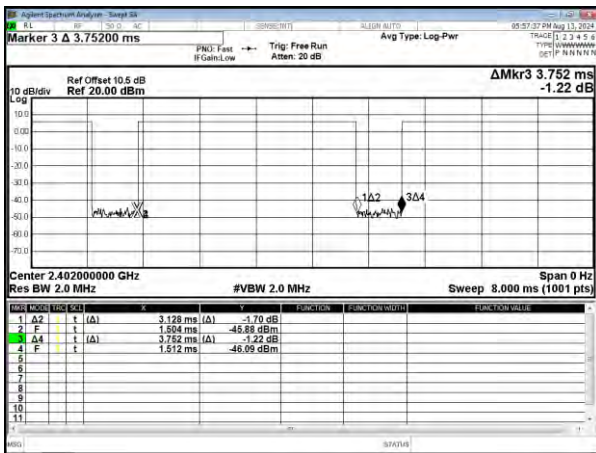 Agilent Spectrum Analyzer - Swept SA
RL RF 50 Ω AC SENSE:INT ALIGN AUTO 05:57:37 PM Aug 13, 2024
Marker 3 Δ 3.75200 ms
PNO: Fast
IFGain:Low
Trig: Free Run
Atten: 20 dB
Avg Type: Log-Pwr
TRACE 1 2 3 4 5 6
TYPE WWWWWW
DET P N N N N N
ΔMkr3 3.752 ms
-1.22 dB
Ref Offset 10.5 dB
10 dB/div Ref 20.00 dBm
Log
10.0
0.00
-10.0
-20.0
-30.0
-40.0
-50.0
-60.0
-70.0
1Δ2 3Δ4
Center 2.402000000 GHz Span 0 Hz
Res BW 2.0 MHz #VBW 2.0 MHz Sweep 8.000 ms (1001 pts)
MKR MODE TRC SCL X Y FUNCTION FUNCTION WIDTH FUNCTION VALUE
1 Δ2 t (Δ) 3.128 ms (Δ) -1.70 dB
2 F t 1.504 ms -45.88 dBm
3 Δ4 t (Δ) 3.752 ms (Δ) -1.22 dB
4 F t 1.512 ms -46.09 dBm
5
6
7
8
9
10
11
MSG STATUS